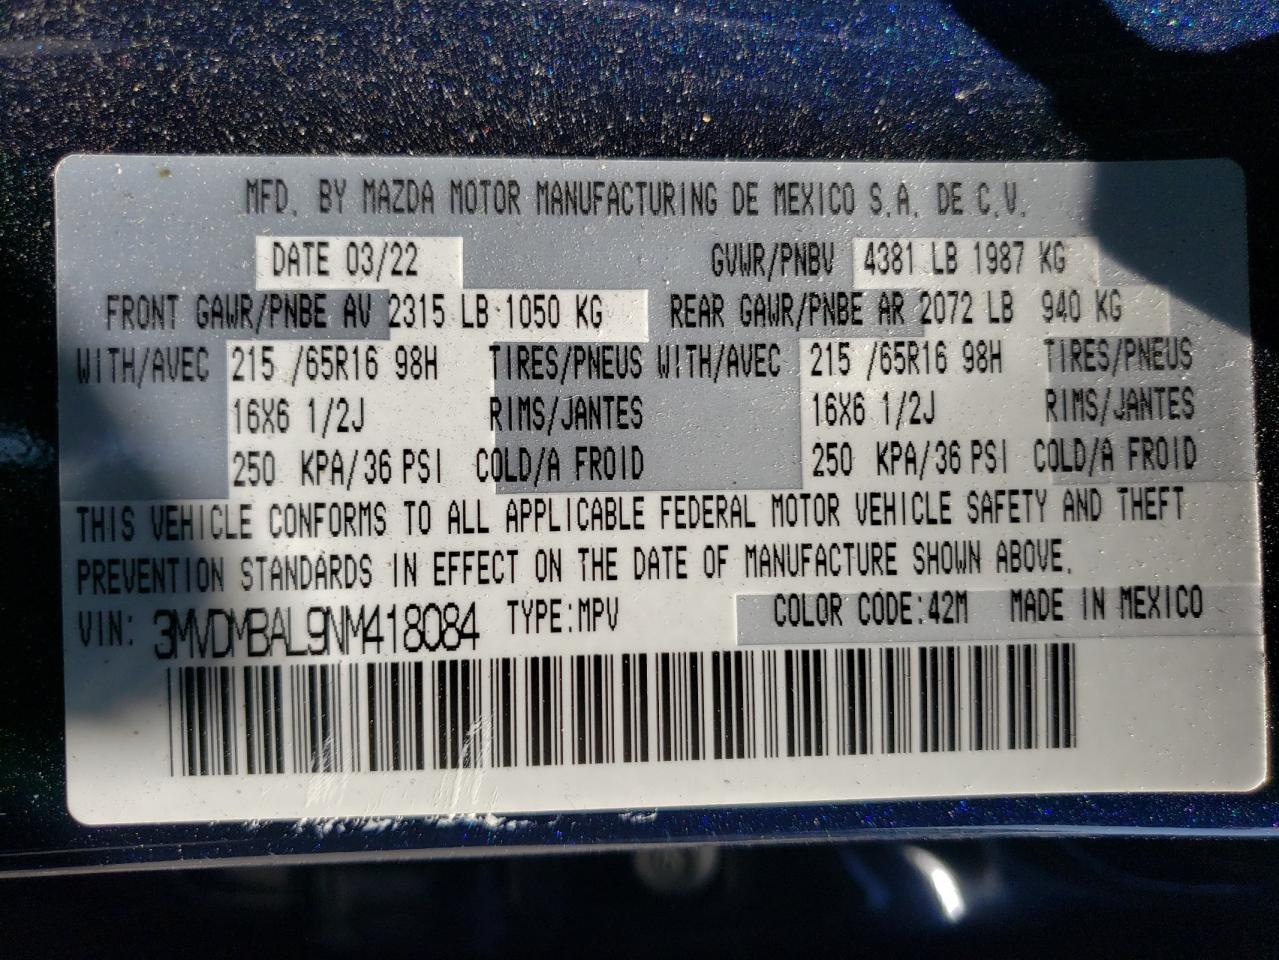 MFD. BY MAZDA MOTOR MANUFACTURING DE MEXICO S.A. DE C.V.
DATE 03/22 GVWR/PNBV 4381 LB 1987 KG
FRONT GAWR/PNBE AV 2315 LB 1050 KG REAR GAWR/PNBE AR 2072 LB 940 KG
WITH/AVEC 215 /65R16 98H TIRES/PNEUS WITH/AVEC 215 /65R16 98H TIRES/PNEUS
16X6 1/2J RIMS/JANTES 16X6 1/2J RIMS/JANTES
250 KPA/36 PSI COLD/A FROID 250 KPA/36 PSI COLD/A FROID
THIS VEHICLE CONFORMS TO ALL APPLICABLE FEDERAL MOTOR VEHICLE SAFETY AND THEFT
PREVENTION STANDARDS IN EFFECT ON THE DATE OF MANUFACTURE SHOWN ABOVE.
VIN: 3MVDMBAL9NM418084 TYPE:MPV COLOR CODE:42M MADE IN MEXICO